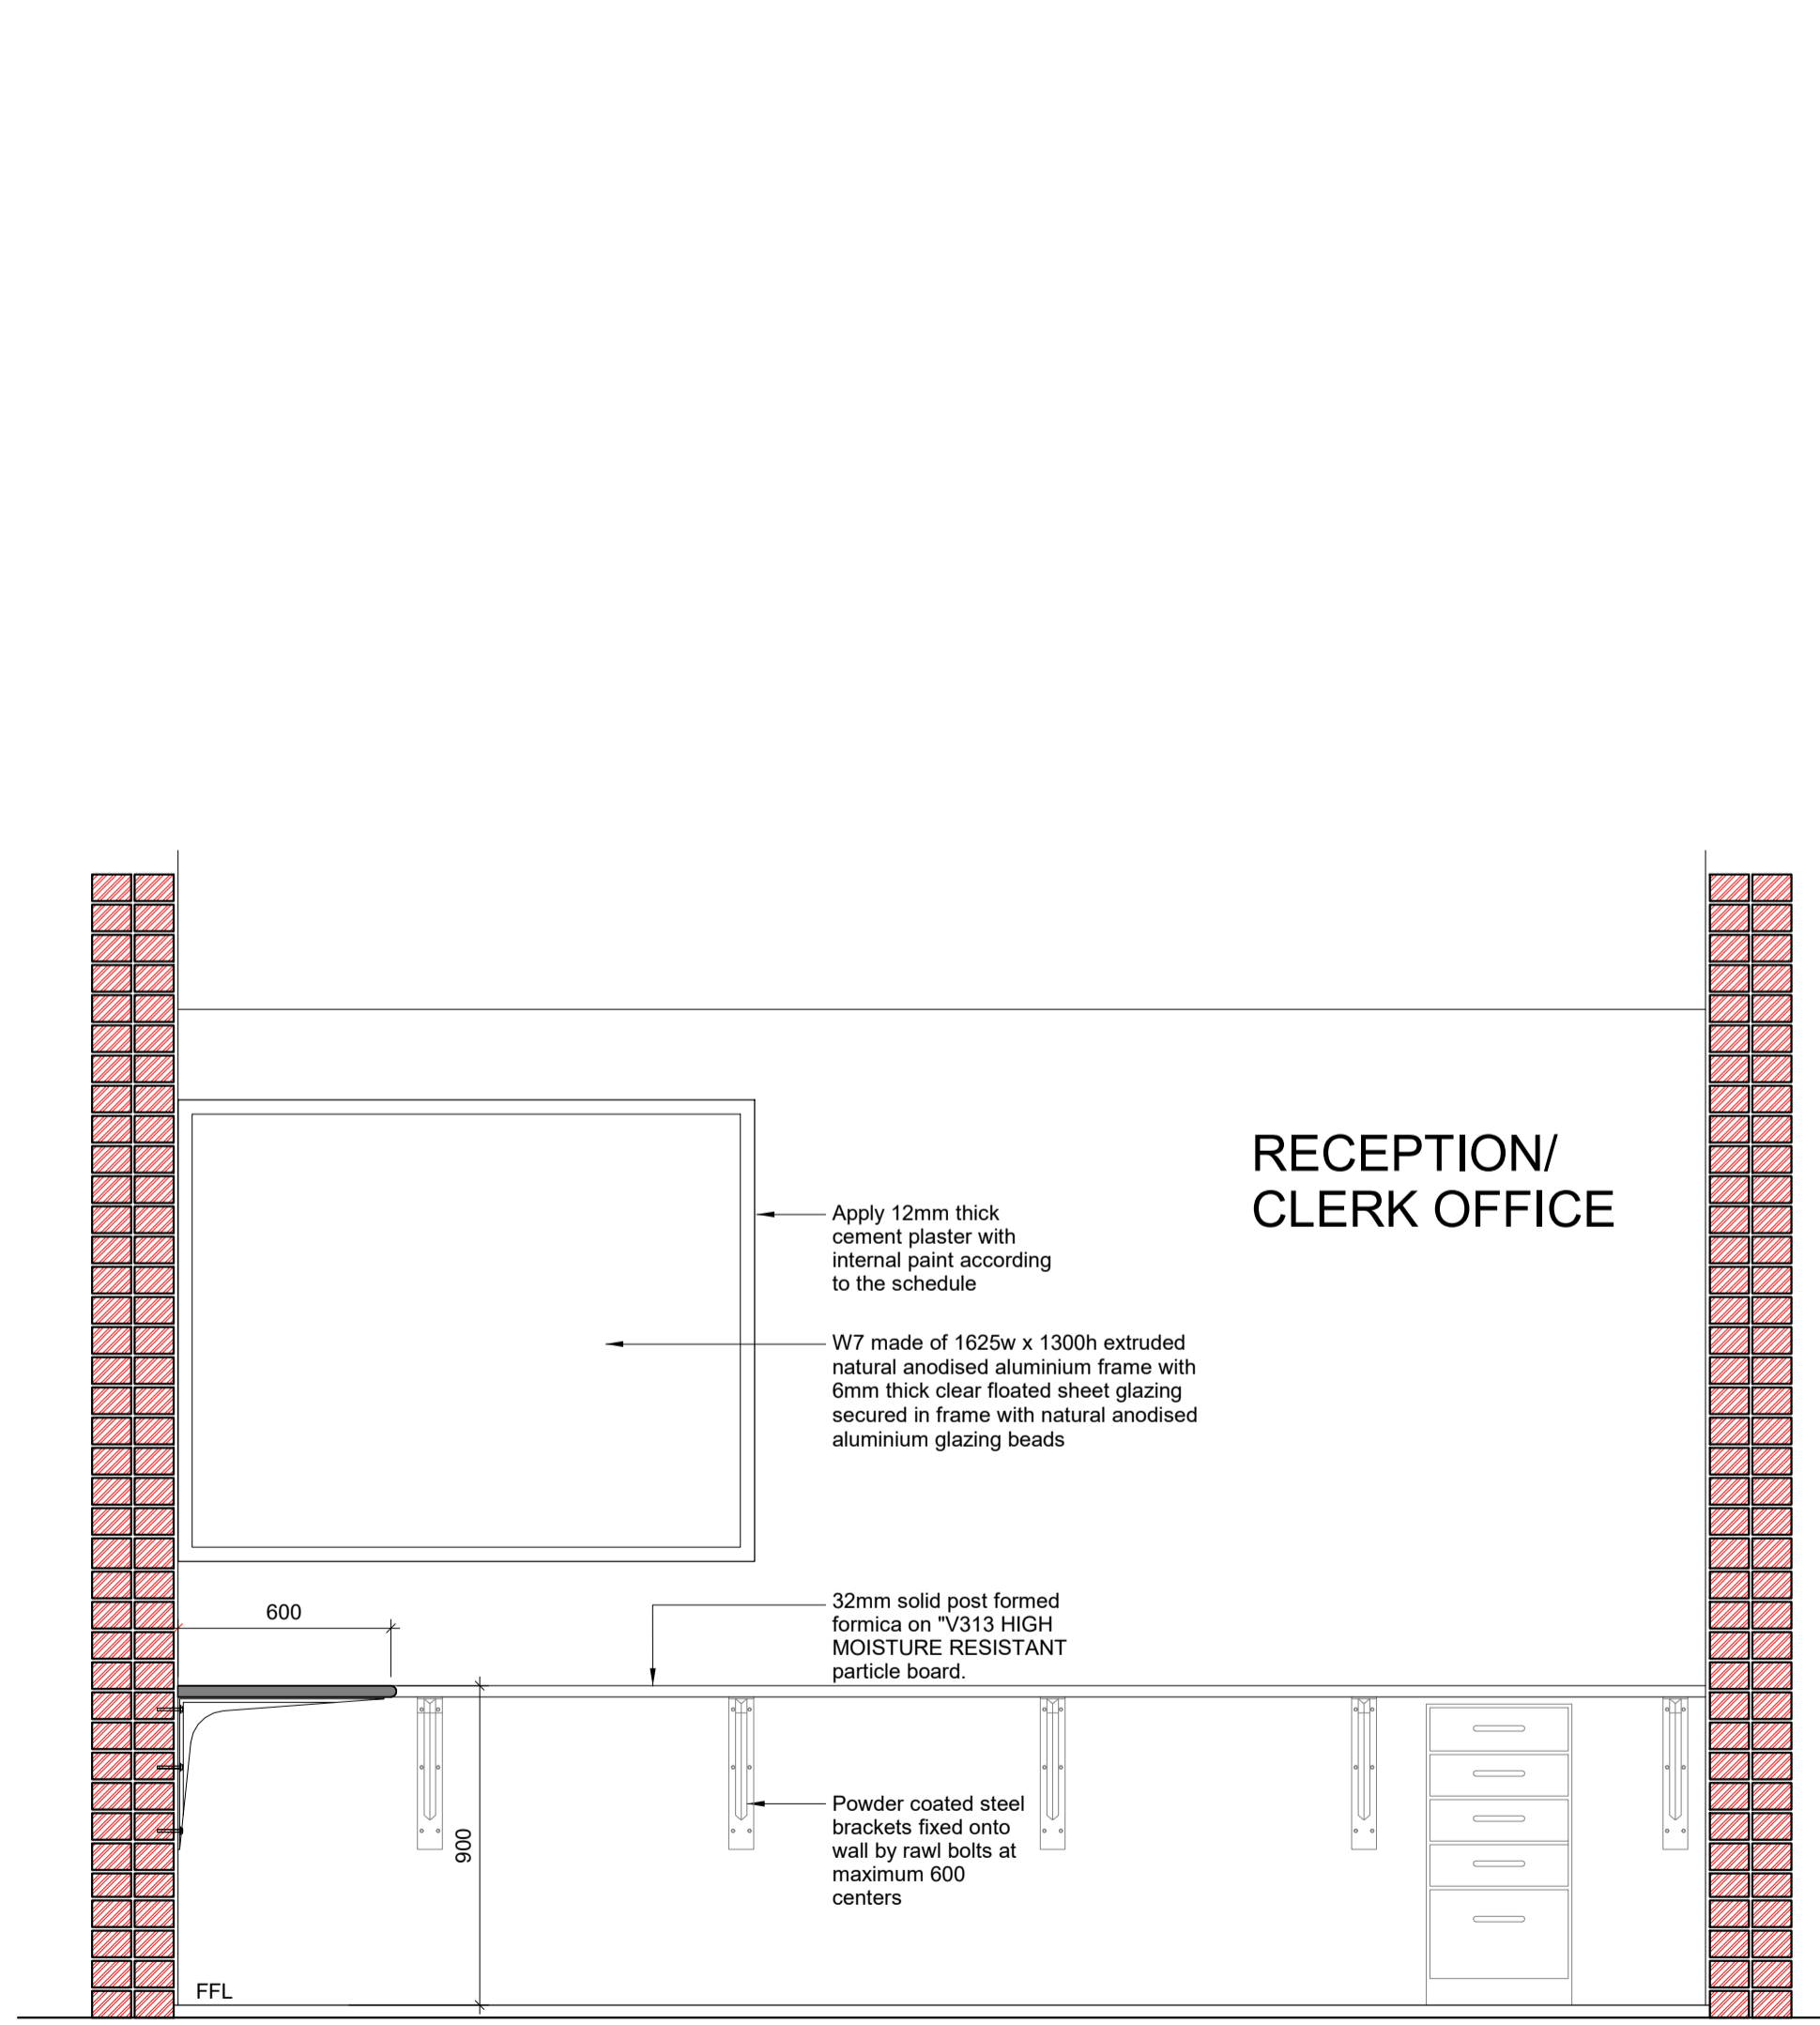 RECEPTION/
CLERK OFFICE
Apply 12mm thick
cement plaster with
internal paint according
to the schedule
W7 made of 1625w x 1300h extruded
natural anodised aluminium frame with
6mm thick clear floated sheet glazing
secured in frame with natural anodised
aluminium glazing beads
600
32mm solid post formed
formica on "V313 HIGH
MOISTURE RESISTANT
particle board.
Powder coated steel
brackets fixed onto
wall by rawl bolts at
maximum 600
centers
900
FFL